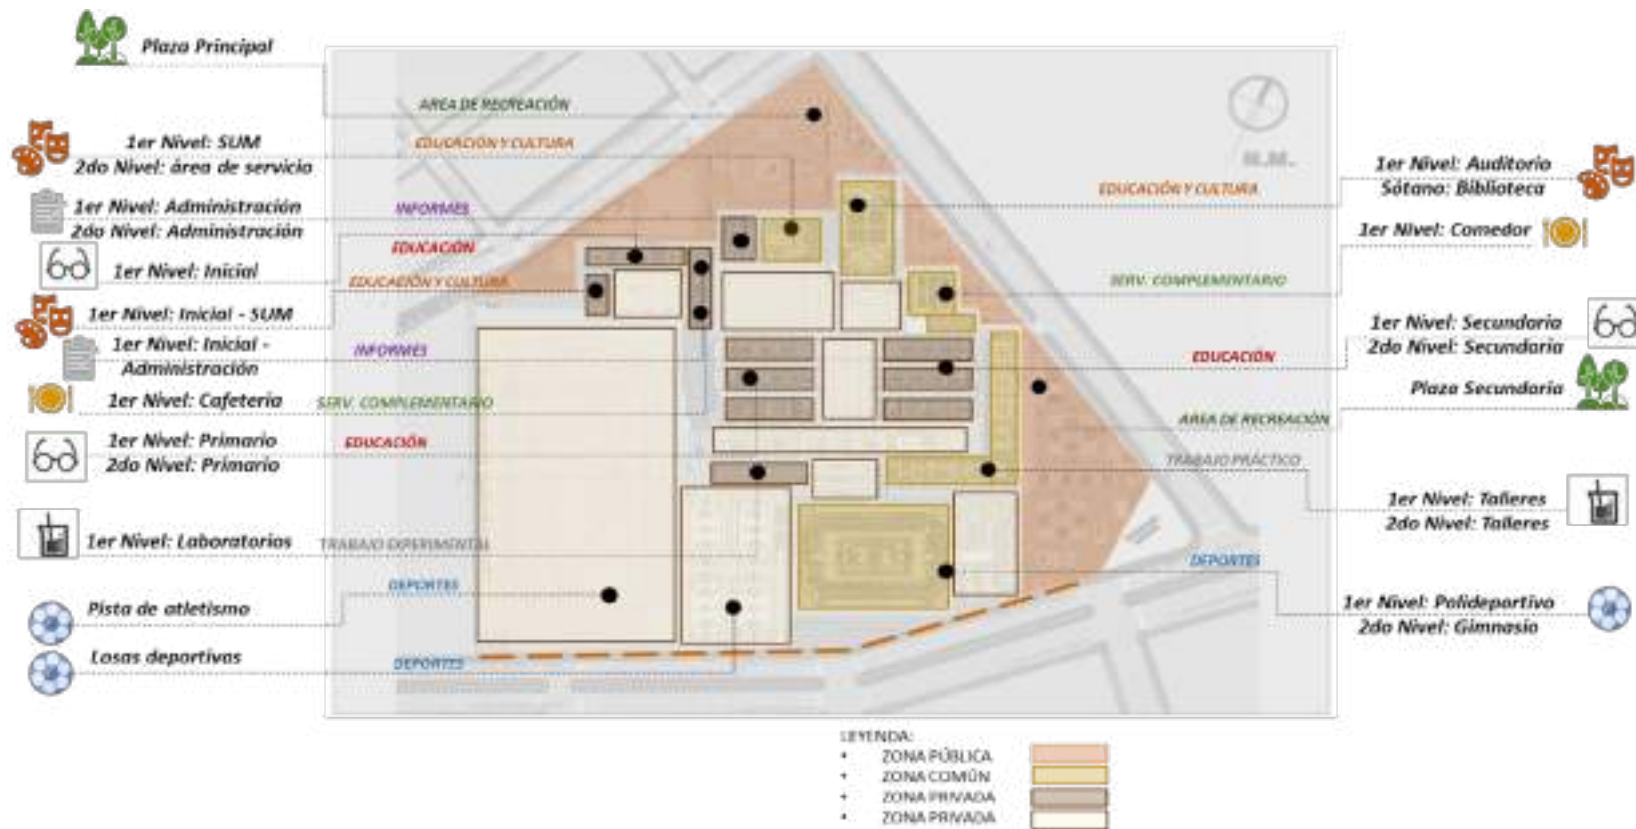 Plaza Principal
AREA DE RECREACIÓN
1er Nivel: SUM
2do Nivel: área de servicio
EDUCACIÓN Y CULTURA
1er Nivel: Administración
2do Nivel: Administración
INFORMES
1er Nivel: Inicial
EDUCACIÓN
1er Nivel: Inicial - SUM
EDUCACIÓN Y CULTURA
1er Nivel: Inicial -
Administración
INFORMES
1er Nivel: Cafeteria
SERV. COMPLEMENTARIO
1er Nivel: Primario
2do Nivel: Primario
EDUCACIÓN
1er Nivel: Laboratorios
TRABAJO EXPERIMENTAL
Pista de atletismo
DEPORTES
Losas deportivas
DEPORTES
N.M.
1er Nivel: Auditorio
Sótano: Biblioteca
EDUCACIÓN Y CULTURA
1er Nivel: Comedor
SERV. COMPLEMENTARIO
1er Nivel: Secundaria
2do Nivel: Secundaria
EDUCACIÓN
Plaza Secundaria
AREA DE RECREACIÓN
TRABAJO PRÁCTICO
1er Nivel: Talleres
2do Nivel: Talleres
DEPORTES
1er Nivel: Polideportivo
2do Nivel: Gimnasio
LEYENDA:
• ZONA PÚBLICA
• ZONA COMÚN
• ZONA PRIVADA
• ZONA PRIVADA